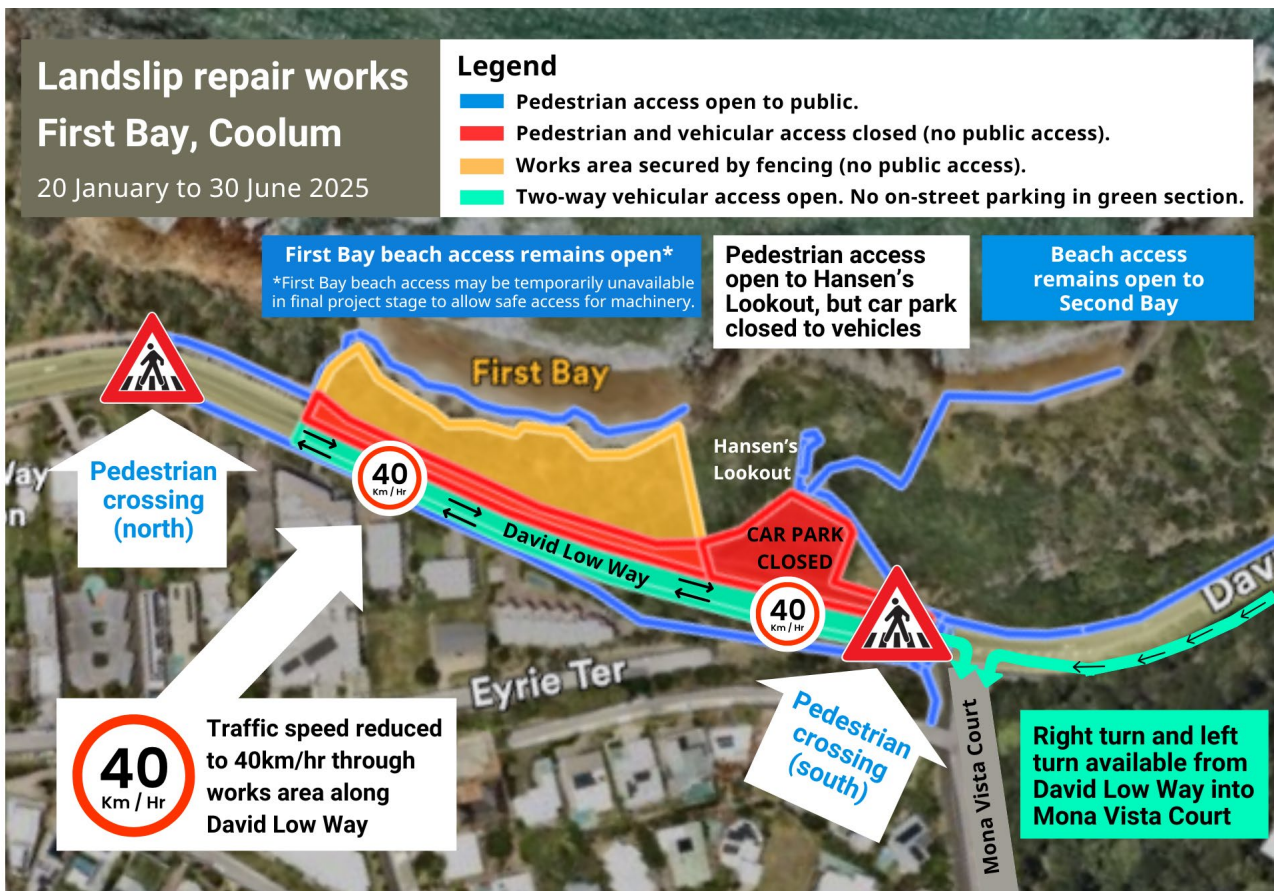 Landslip repair works
First Bay, Coolum
20 January to 30 June 2025
Legend
Pedestrian access open to public.
Pedestrian and vehicular access closed (no public access).
Works area secured by fencing (no public access).
Two-way vehicular access open. No on-street parking in green section.
First Bay beach access remains open*
*First Bay beach access may be temporarily unavailable
in final project stage to allow safe access for machinery.
Pedestrian access
open to Hansen's
Lookout, but car park
closed to vehicles
Beach access
remains open to
Second Bay
First Bay
Hansen's
Lookout
Way
n
Pedestrian
crossing
(north)
40
Km / Hr
David Low Way
CAR PARK
CLOSED
40
Km / Hr
Dav
Eyrie Ter
Pedestrian
crossing
(south)
Mona Vista Court
40
Km / Hr
Traffic speed reduced
to 40km/hr through
works area along
David Low Way
Right turn and left
turn available from
David Low Way into
Mona Vista Court